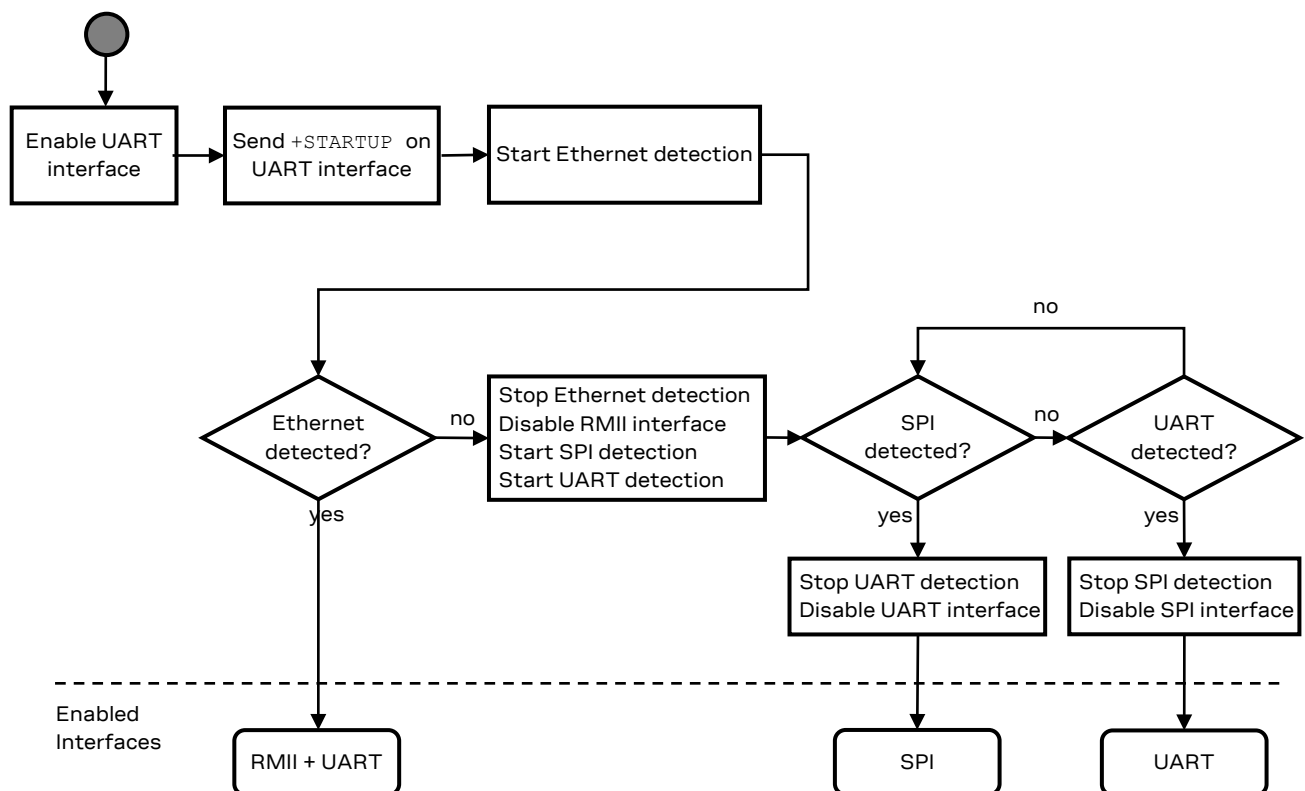 Enable UART
interface
Send +STARTUP on
UART interface
Start Ethernet detection
no
Ethernet
detected?
no
Stop Ethernet detection
Disable RMII interface
Start SPI detection
Start UART detection
SPI
detected?
no
UART
detected?
yes
yes
yes
Stop UART detection
Disable UART interface
Stop SPI detection
Disable SPI interface
Enabled
Interfaces
RMII + UART
SPI
UART